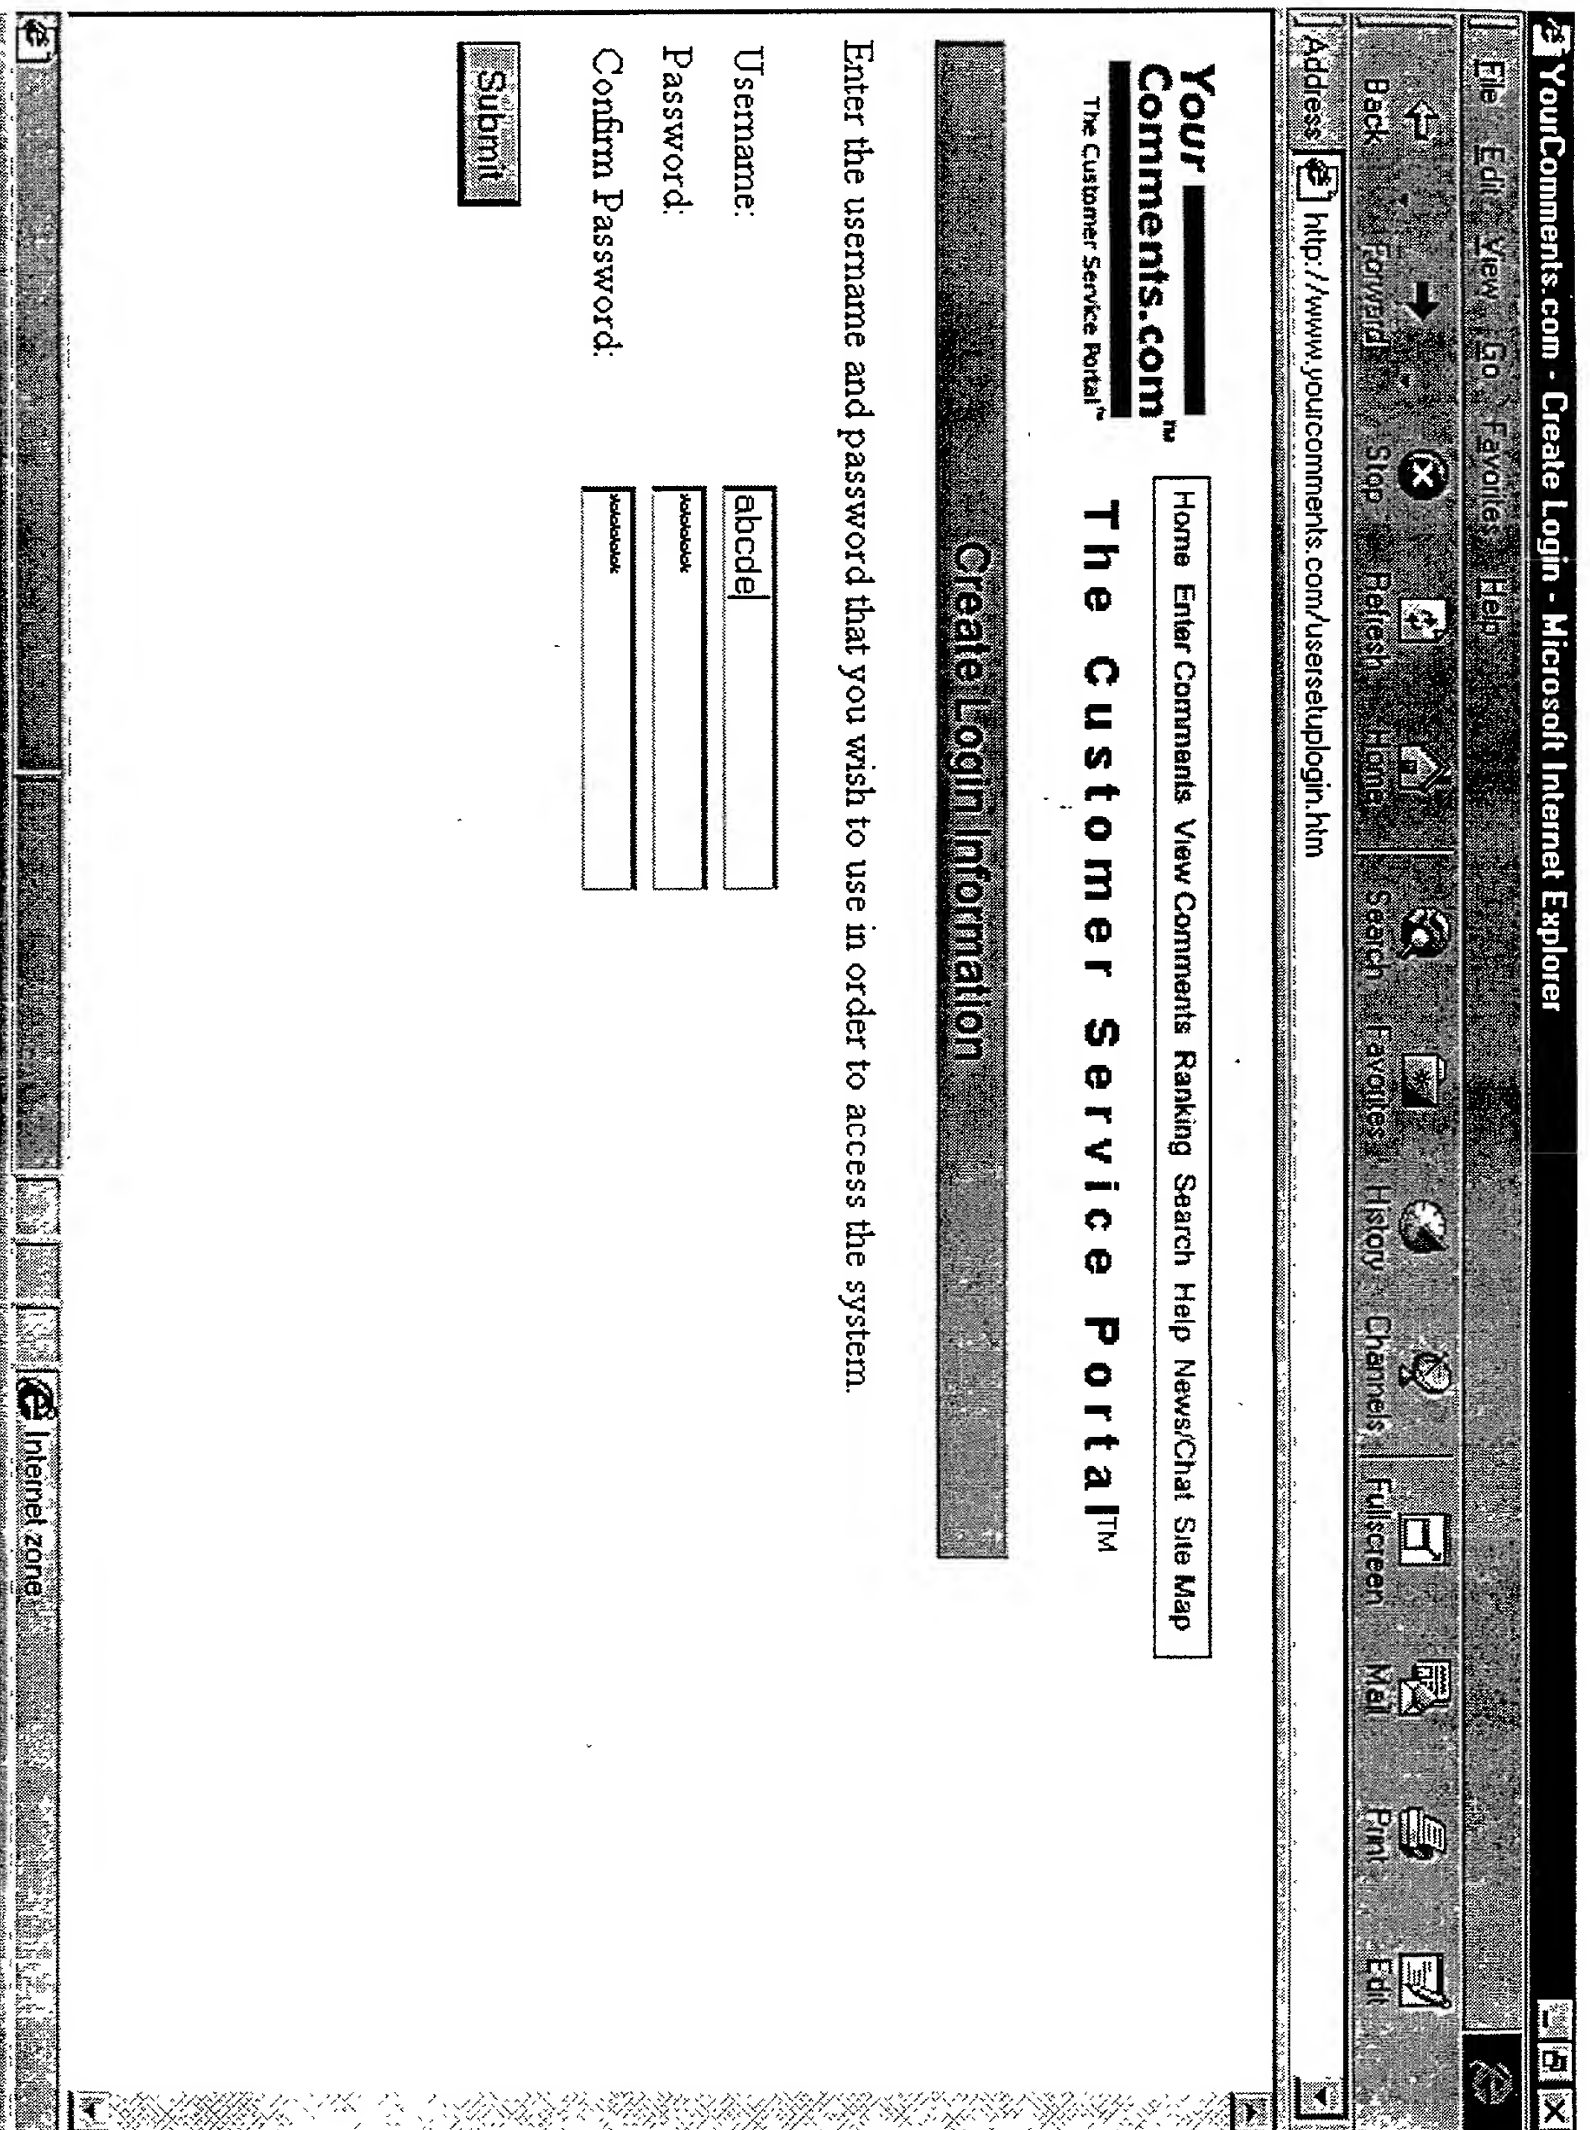 YourComments.com - Create Login - Microsoft Internet Explorer
File Edit View Go Favorites Help
Back Forward Stop Refresh Home Search Favorites History Channels Fullscreen Mail Print Edit
Address http://www.yourcomments.com/usersetuplogin.htm
Your
Comments.com™
The Customer Service Portal™
Home Enter Comments View Comments Ranking Search Help News/Chat Site Map
The Customer Service Portal™
Create Login Information
Enter the username and password that you wish to use in order to access the system.
Username: abcde
Password: *******
Confirm Password: *******
Submit
Internet zone